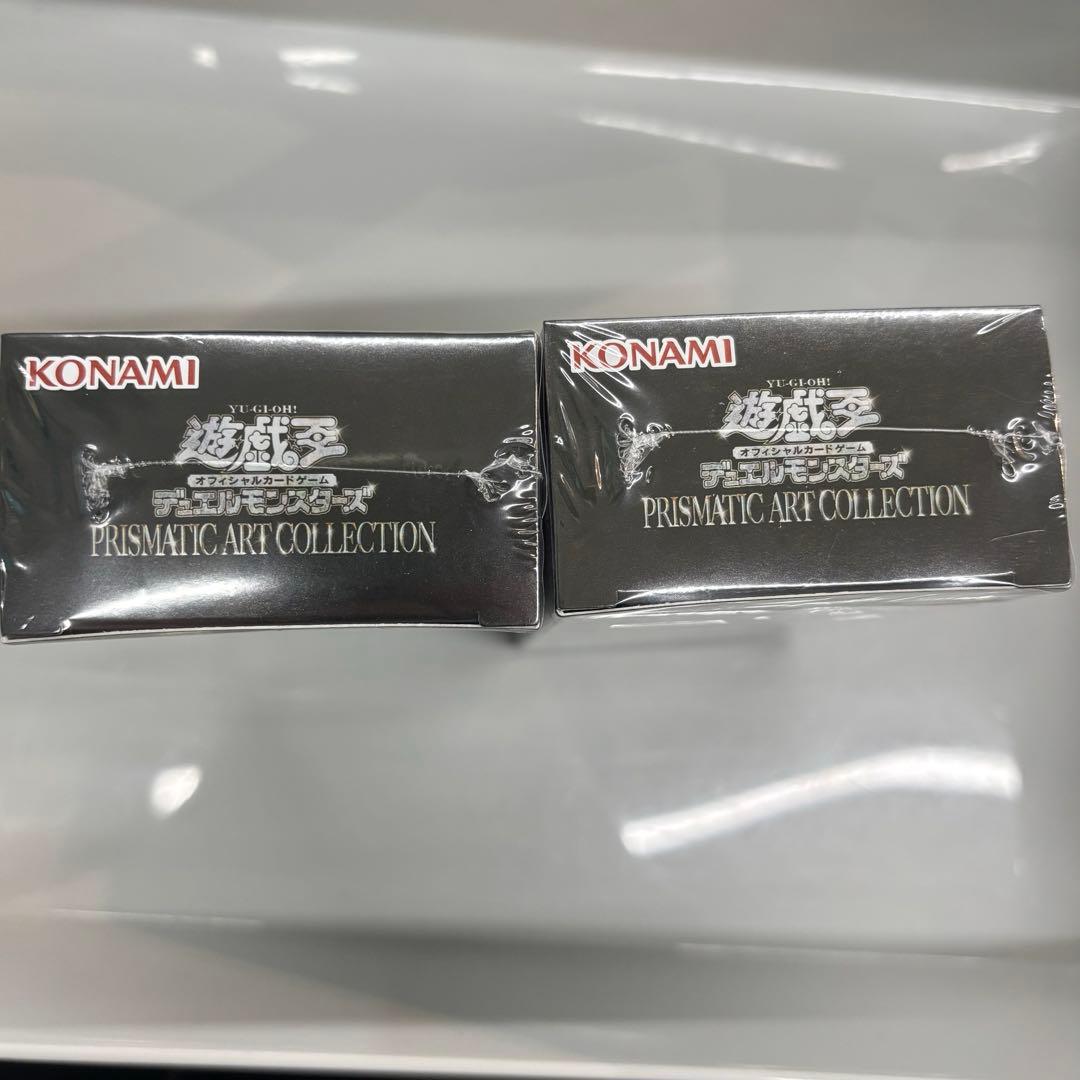 KONAMI
YU-GI-OH!
遊戯王
オフィシャルカードゲーム
デュエルモンスターズ
PRISMATIC ART COLLECTION
KONAMI
YU-GI-OH!
遊戯王
オフィシャルカードゲーム
デュエルモンスターズ
PRISMATIC ART COLLECTION